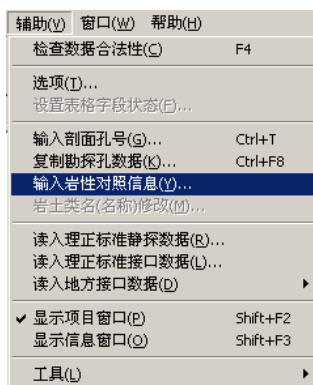 辅助(V) 窗口(W) 帮助(H)
检查数据合法性(C) F4
选项(T)...
设置表格字段状态(F)...
输入剖面孔号(G)... Ctrl+T
复制勘探孔数据(K)... Ctrl+F8
输入岩性对照信息(Y)...
岩土类名(名称)修改(M)...
读入理正标准静探数据(R)...
读入理正标准接口数据(L)...
读入地方接口数据(D)
显示项目窗口(P) Shift+F2
显示信息窗口(O) Shift+F3
工具(L)